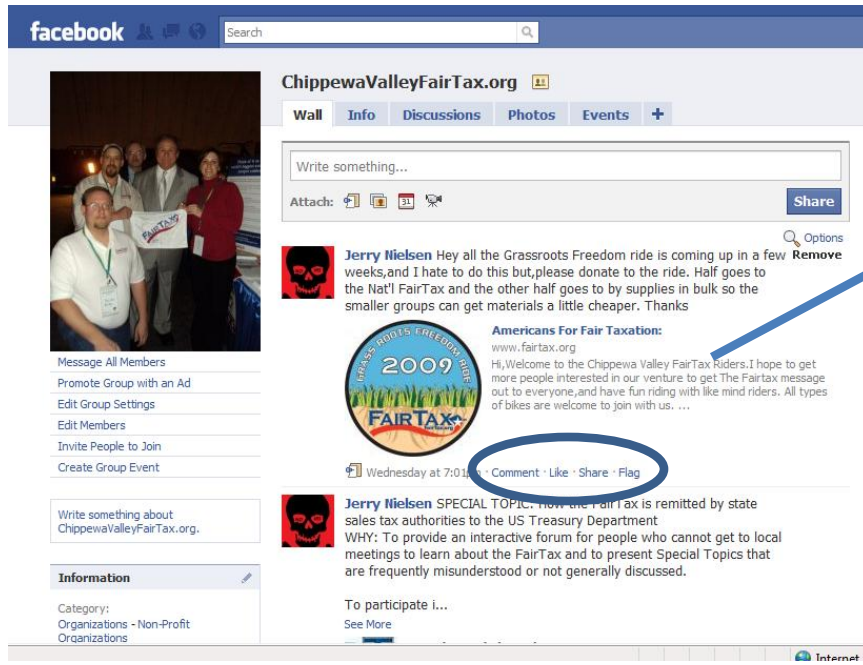 facebook
Search
ChippewaValleyFairTax.org
Wall Info Discussions Photos Events +
Write something...
Attach: 31
Share
Options
Remove
Jerry Nielsen Hey all the Grassroots Freedom ride is coming up in a few
weeks,and I hate to do this but,please donate to the ride. Half goes to
the Nat'l FairTax and the other half goes to by supplies in bulk so the
smaller groups can get materials a little cheaper. Thanks
GRASS ROOTS FREEDOM RIDE
2009
FAIRTAX
Americans For Fair Taxation:
www.fairtax.org
Hi,Welcome to the Chippewa Valley FairTax Riders.I hope to get
more people interested in our venture to get The Fairtax message
out to everyone,and have fun riding with like mind riders. All types
of bikes are welcome to join with us. ...
Wednesday at 7:01pm · Comment · Like · Share · Flag
FAIRTAX
Message All Members
Promote Group with an Ad
Edit Group Settings
Edit Members
Invite People to Join
Create Group Event
Write something about
ChippewaValleyFairTax.org.
Information
Category:
Organizations - Non-Profit
Organizations
Jerry Nielsen SPECIAL TOPIC: How the FairTax is remitted by state
sales tax authorities to the US Treasury Department
WHY: To provide an interactive forum for people who cannot get to local
meetings to learn about the FairTax and to present Special Topics that
are frequently misunderstood or not generally discussed.
To participate i...
See More
Internet